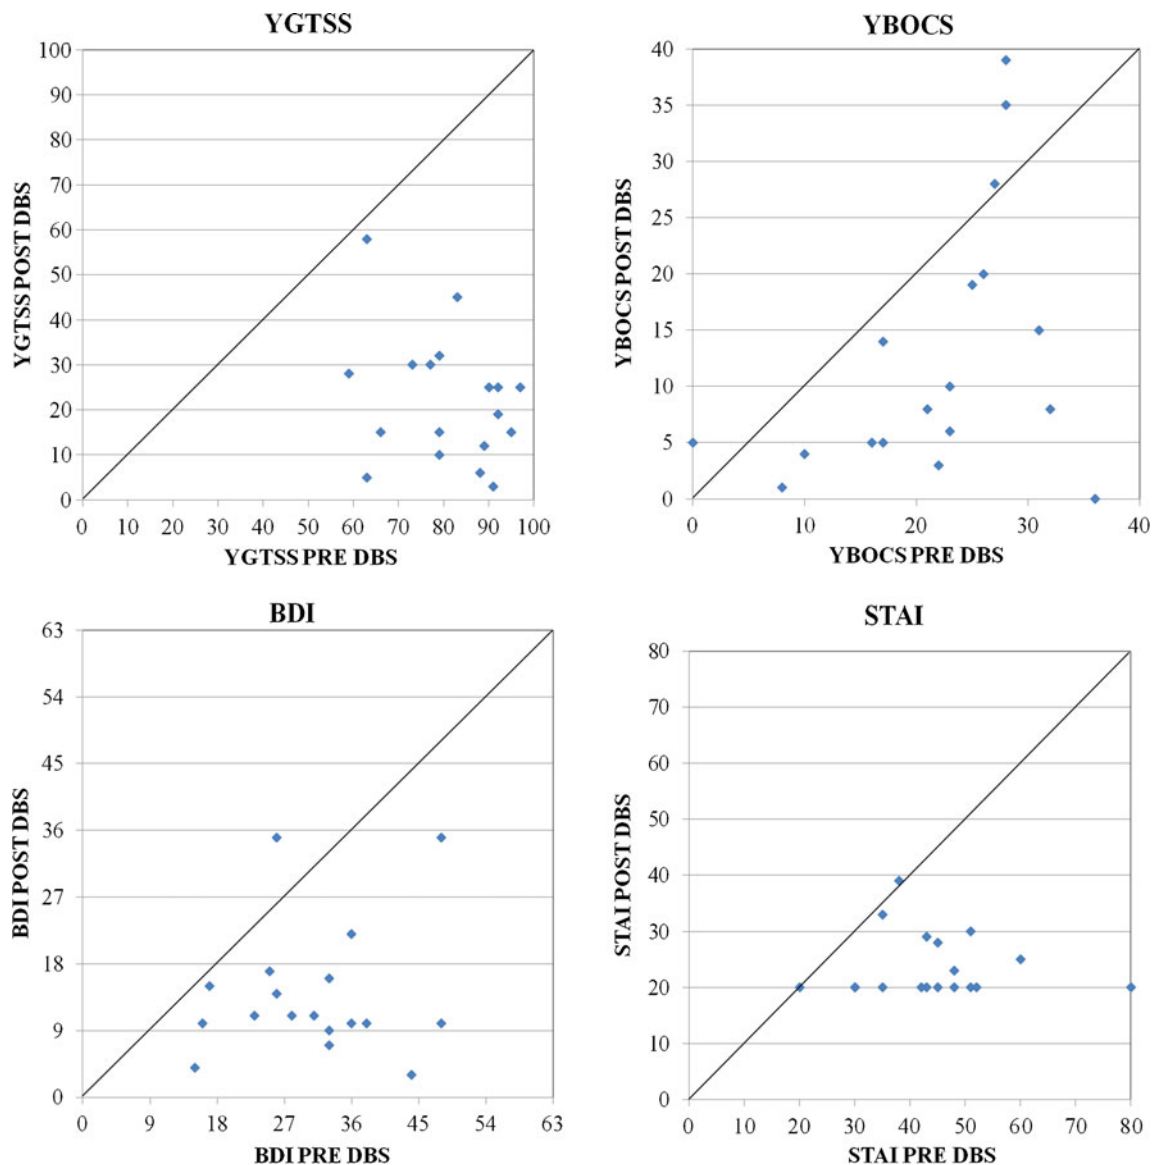 YGTSS
100
90
80
70
60
50
40
30
20
10
0
YGTSS POST DBS
0 10 20 30 40 50 60 70 80 90 100
YGTSS PRE DBS
YBOCS
40
35
30
25
20
15
10
5
0
YBOCS POST DBS
0 10 20 30 40
YBOCS PRE DBS
BDI
63
54
45
36
27
18
9
0
BDI POST DBS
0 9 18 27 36 45 54 63
BDI PRE DBS
STAI
80
70
60
50
40
30
20
10
0
STAI POST DBS
0 10 20 30 40 50 60 70 80
STAI PRE DBS